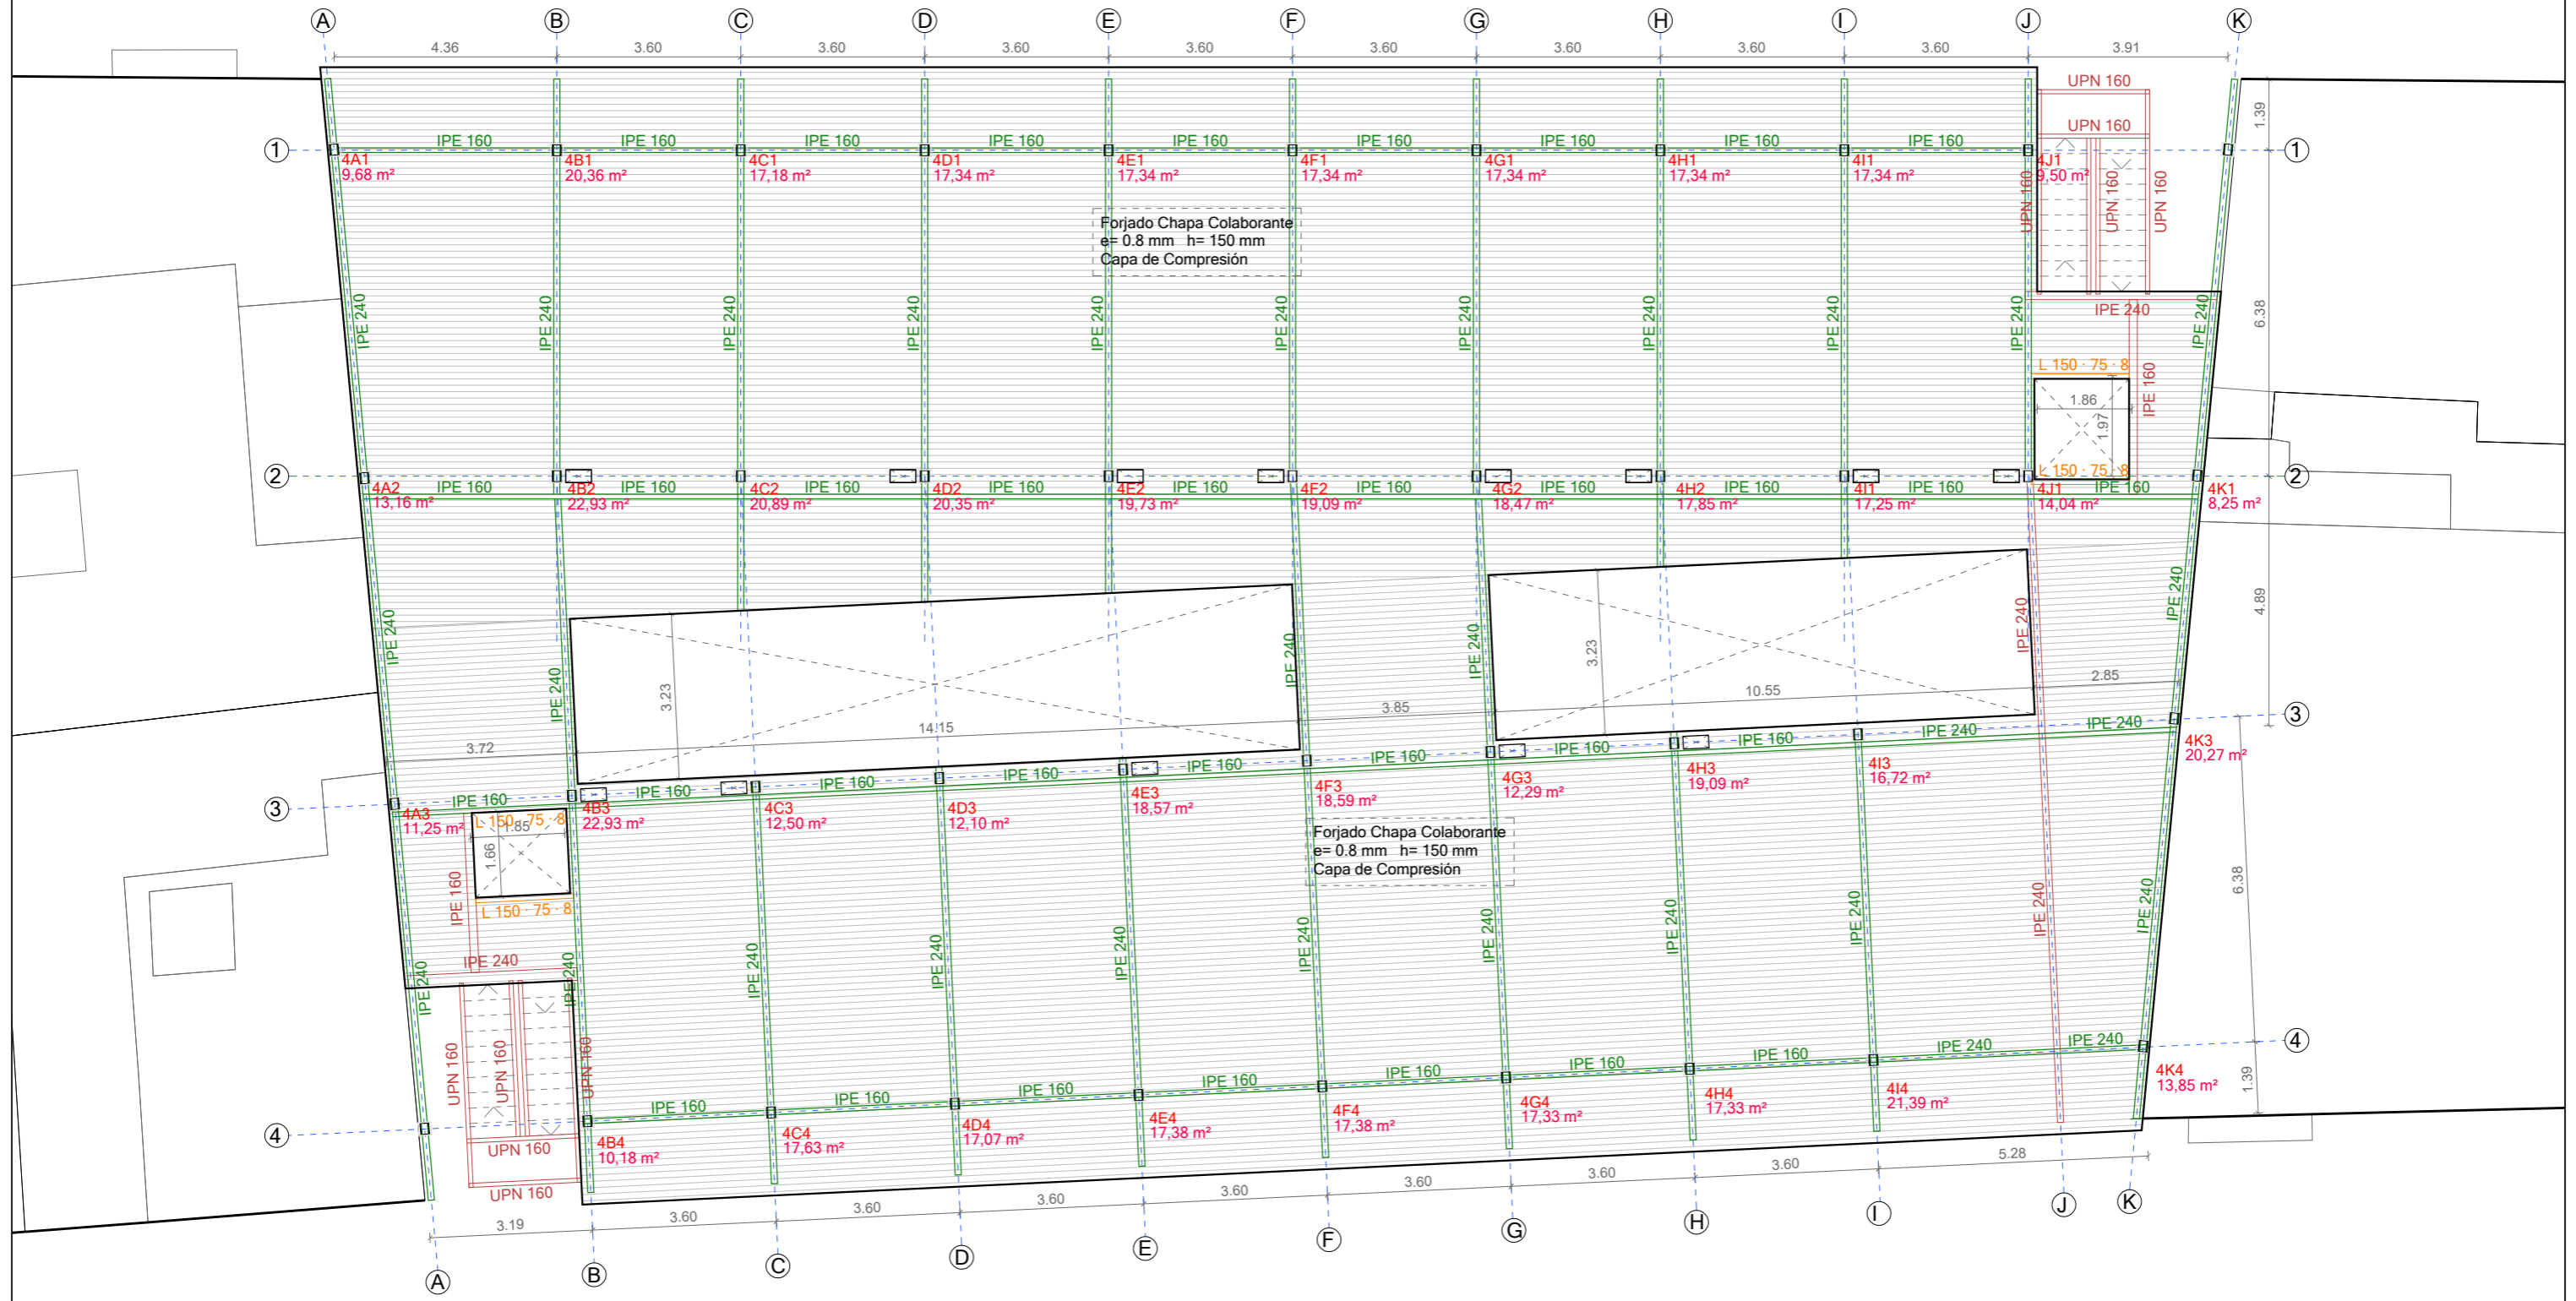 A B C D E F G H I J K
4.36 3.60 3.60 3.60 3.60 3.60 3.60 3.60 3.60 3.91
UPN 160
UPN 160
1.39
1 IPE 160 IPE 160 IPE 160 IPE 160 IPE 160 IPE 160 IPE 160 IPE 160 IPE 160 1
4A1 4B1 4C1 4D1 4E1 4F1 4G1 4H1 4I1 4J1
9,68 m² 20,36 m² 17,18 m² 17,34 m² 17,34 m² 17,34 m² 17,34 m² 17,34 m² 17,34 m² 9,50 m²
UPN 160 UPN 160 UPN 160
Forjado Chapa Colaborante
e= 0.8 mm h= 150 mm
Capa de Compresión
IPE 240 IPE 240 IPE 240 IPE 240 IPE 240 IPE 240 IPE 240 IPE 240 IPE 240 IPE 240 IPE 240
IPE 240
6.38
L 150 · 75 · 8
IPE 160
1.86
1.97
L 150 · 75 · 8
2 IPE 160 IPE 160 IPE 160 IPE 160 IPE 160 IPE 160 IPE 160 IPE 160 IPE 160 IPE 160 2
4A2 4B2 4C2 4D2 4E2 4F2 4G2 4H2 4I1 4J1 4K1
13,16 m² 22,93 m² 20,89 m² 20,35 m² 19,73 m² 19,09 m² 18,47 m² 17,85 m² 17,25 m² 14,04 m² 8,25 m²
4.89
IPE 240 IPE 240 IPE 240 IPE 240 IPE 240 IPE 240
3.23 3.23
3.72 14.15 3.85 10.55 2.85
3 IPE 160 IPE 160 IPE 160 IPE 160 IPE 160 IPE 160 IPE 160 IPE 160 IPE 240 IPE 240 3
4A3 4B3 4C3 4D3 4E3 4F3 4G3 4H3 4I3 4K3
11,25 m² 22,93 m² 12,50 m² 12,10 m² 18,57 m² 18,59 m² 12,29 m² 19,09 m² 16,72 m² 20,27 m²
L 150 · 75 · 8
1.85
1.66
L 150 · 75 · 8
IPE 160
Forjado Chapa Colaborante
e= 0.8 mm h= 150 mm
Capa de Compresión
6.38
IPE 240
IPE 240 IPE 240 IPE 240 IPE 240 IPE 240 IPE 240 IPE 240 IPE 240 IPE 240 IPE 240 IPE 240
UPN 160 UPN 160 UPN 160
4 IPE 160 IPE 160 IPE 160 IPE 160 IPE 160 IPE 160 IPE 240 IPE 240 4
4B4 4C4 4D4 4E4 4F4 4G4 4H4 4I4 4K4
10,18 m² 17,63 m² 17,07 m² 17,38 m² 17,38 m² 17,33 m² 17,33 m² 21,39 m² 13,85 m²
1.39
UPN 160
UPN 160
3.19 3.60 3.60 3.60 3.60 3.60 3.60 3.60 5.28
A B C D E F G H I J K